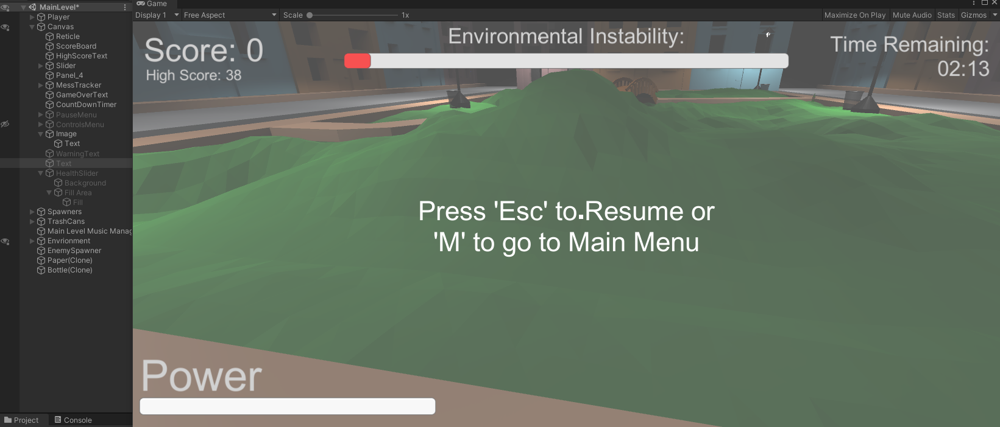 MainLevel*
Player
Canvas
Reticle
ScoreBoard
HighScoreText
Slider
Panel_4
MessTracker
GameOverText
CountDownTimer
PauseMenu
ControlsMenu
Image
Text
WarningText
Text
HealthSlider
Background
Fill Area
Fill
Spawners
TrashCans
Main Level Music Manag
Envrionment
EnemySpawner
Paper(Clone)
Bottle(Clone)
Project
Console
Game
Display 1 Free Aspect Scale 1x Maximize On Play Mute Audio Stats Gizmos
Score: 0
High Score: 38
Environmental Instability:
Time Remaining:
02:13
Press 'Esc' to Resume or
'M' to go to Main Menu
Power